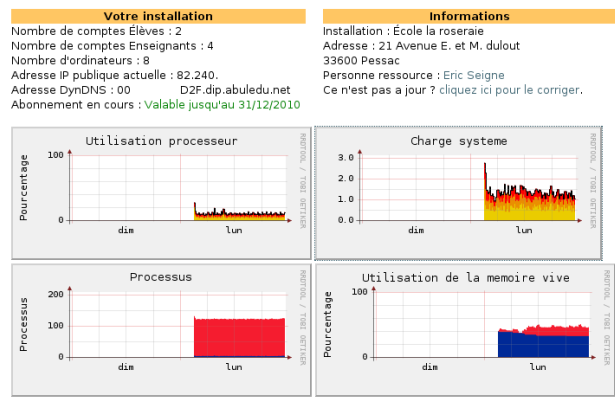 Votre installation
Nombre de comptes Élèves : 2
Nombre de comptes Enseignants : 4
Nombre d'ordinateurs : 8
Adresse IP publique actuelle : 82.240.
Adresse DynDNS : 00 D2F.dip.abuledu.net
Abonnement en cours : Valable jusqu'au 31/12/2010
Informations
Installation : École la roseraie
Adresse : 21 Avenue E. et M. dulout
33600 Pessac
Personne ressource : Eric Seigne
Ce n'est pas a jour ? cliquez ici pour le corriger.
Utilisation processeur
Pourcentage
100
0
dim lun
RRDTOOL / TOBI OETIKER
Charge systeme
3.0
2.0
1.0
0.0
dim lun
RRDTOOL / TOBI OETIKER
Processus
Processus
200
100
0
dim lun
RRDTOOL / TOBI OETIKER
Utilisation de la memoire vive
Pourcentage
100
0
dim lun
RRDTOOL / TOBI OETIKER